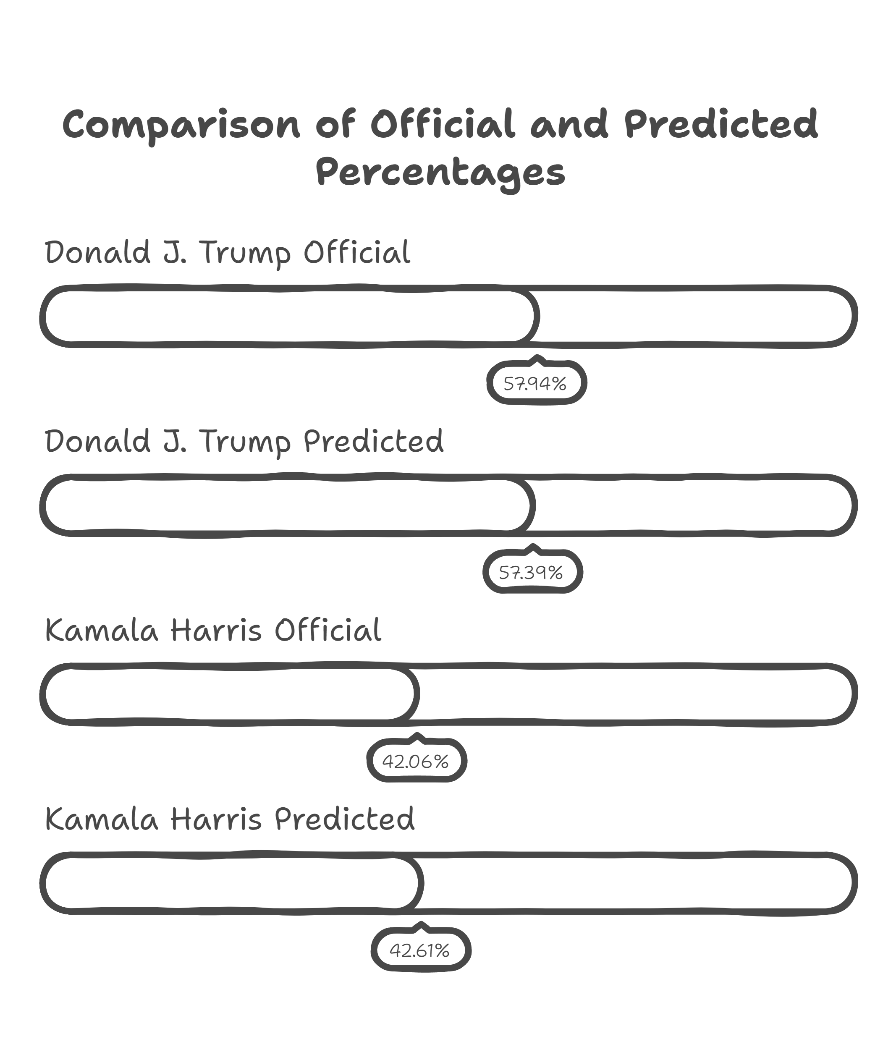 Comparison of Official and Predicted
Percentages
Donald J. Trump Official
57.94%
Donald J. Trump Predicted
57.39%
Kamala Harris Official
42.06%
Kamala Harris Predicted
42.61%